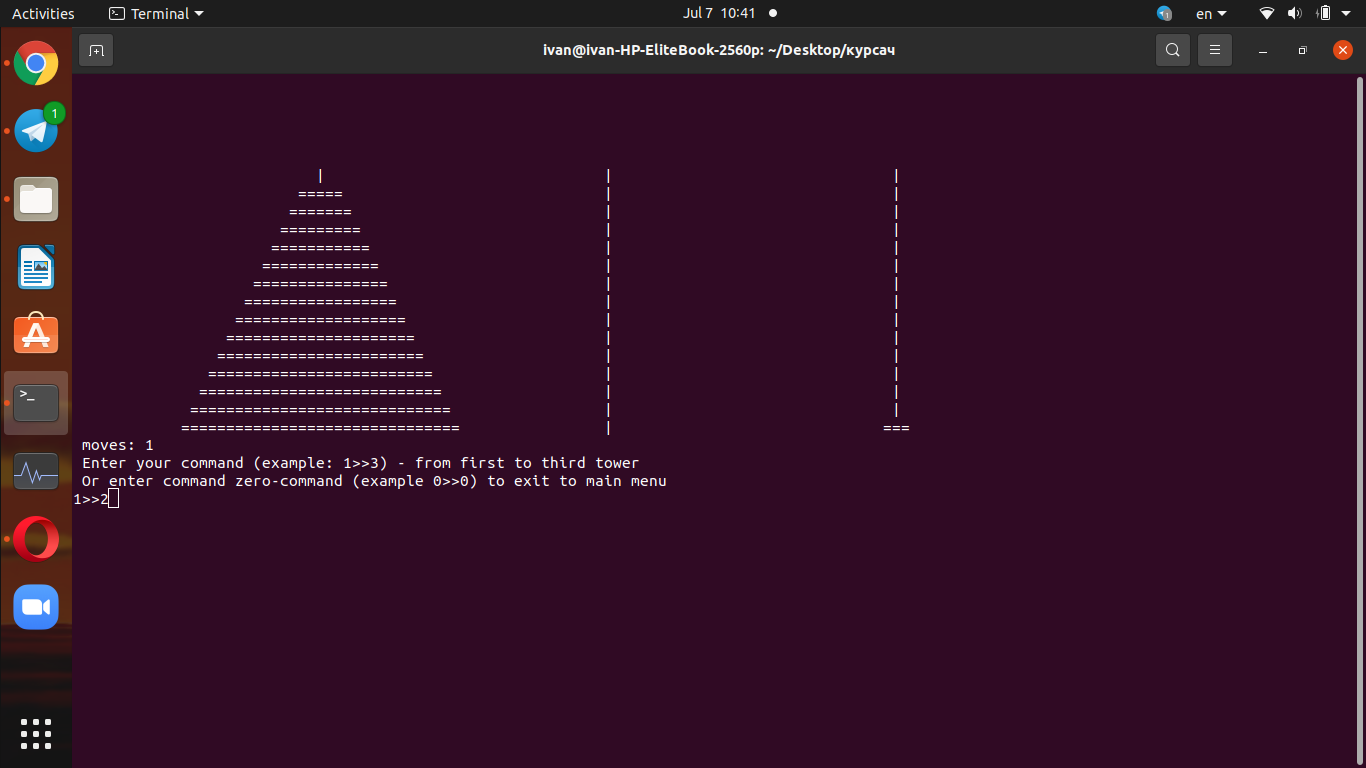 Activities Terminal Jul 7 10:41 en
1
ivan@ivan-HP-EliteBook-2560p: ~/Desktop/курсач
1
| | |
===== | |
======= | |
========= | |
=========== | |
============= | |
=============== | |
================= | |
=================== | |
===================== | |
======================= | |
========================= | |
=========================== | |
============================= | |
=============================== | ===
moves: 1
Enter your command (example: 1>>3) - from first to third tower
Or enter command zero-command (example 0>>0) to exit to main menu
1>>2
>_